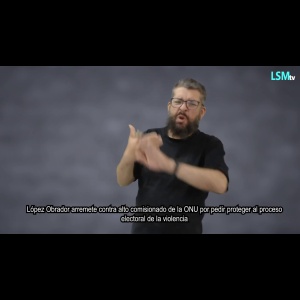 LSMtv
López Obrador arremete contra alto comisionado de la ONU por pedir proteger al proceso
electoral de la violencia